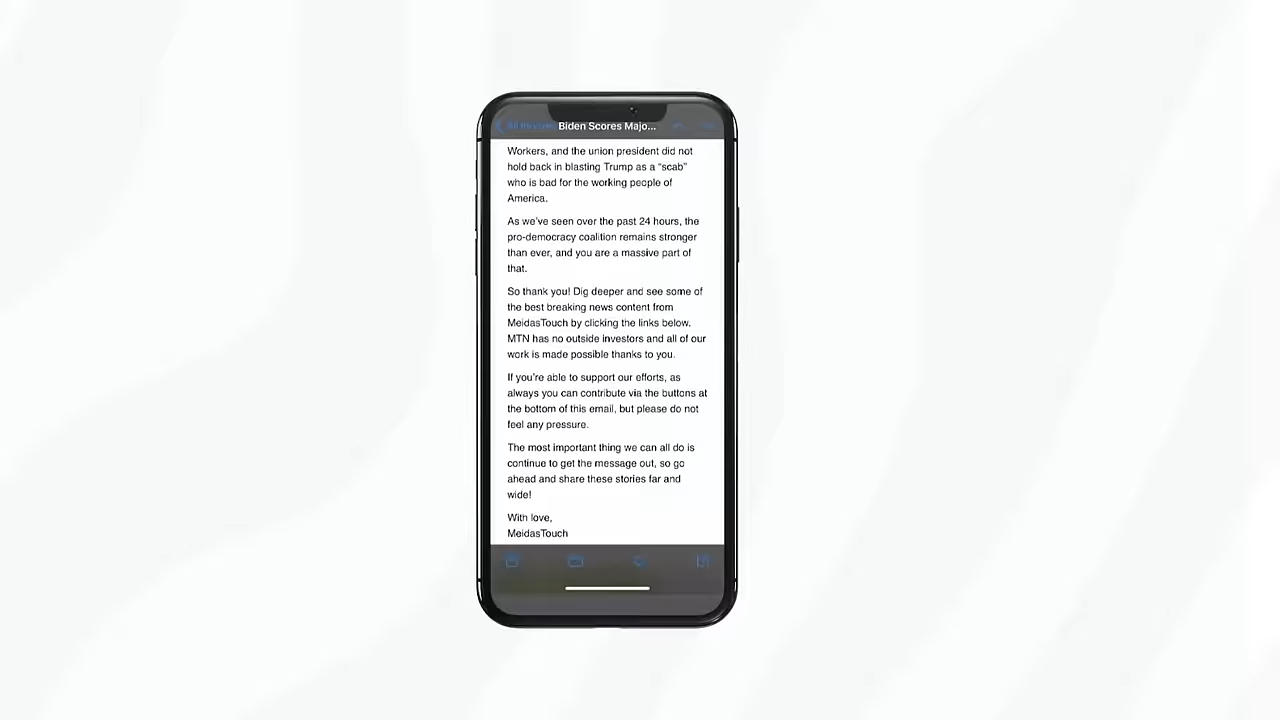 Biden Scores Majo...
Workers, and the union president did not
hold back in blasting Trump as a “scab”
who is bad for the working people of
America.
As we’ve seen over the past 24 hours, the
pro-democracy coalition remains stronger
than ever, and you are a massive part of
that.
So thank you! Dig deeper and see some of
the best breaking news content from
MeidasTouch by clicking the links below.
MTN has no outside investors and all of our
work is made possible thanks to you.
If you’re able to support our efforts, as
always you can contribute via the buttons at
the bottom of this email, but please do not
feel any pressure.
The most important thing we can all do is
continue to get the message out, so go
ahead and share these stories far and
wide!
With love,
MeidasTouch